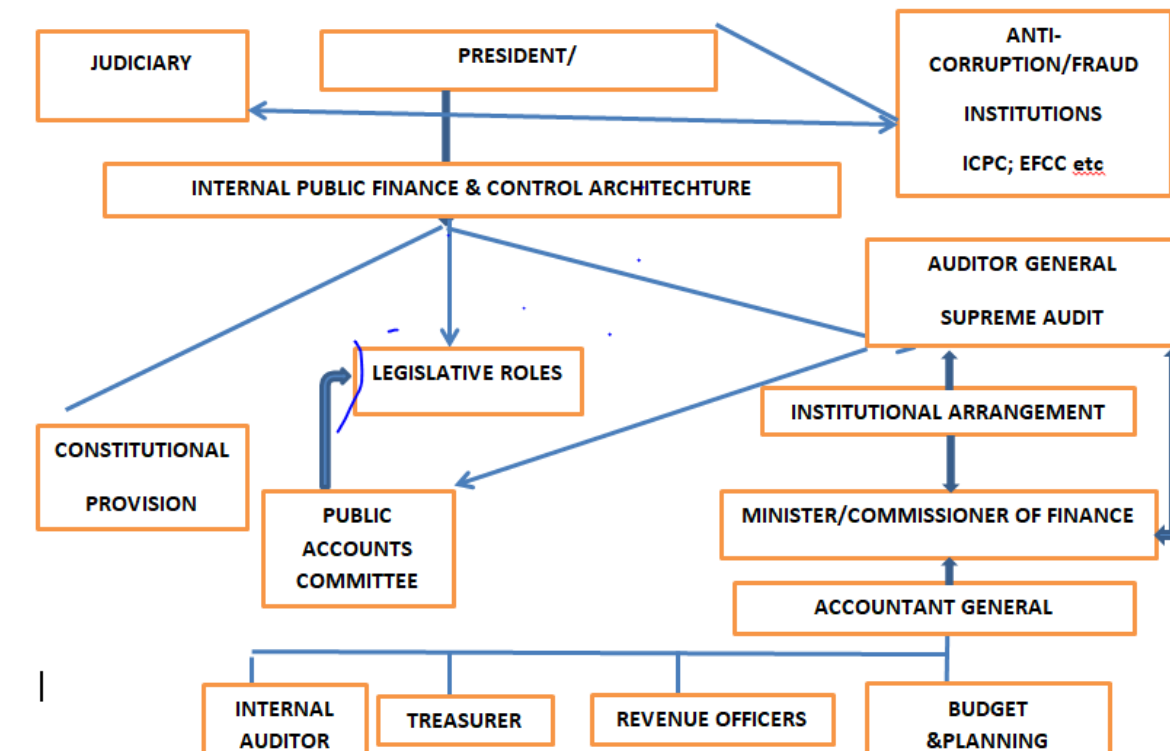 JUDICIARY
PRESIDENT/
ANTI-
CORRUPTION/FRAUD
INSTITUTIONS
ICPC; EFCC etc
INTERNAL PUBLIC FINANCE & CONTROL ARCHITECHTURE
AUDITOR GENERAL
SUPREME AUDIT
LEGISLATIVE ROLES
INSTITUTIONAL ARRANGEMENT
CONSTITUTIONAL
PROVISION
PUBLIC
ACCOUNTS
COMMITTEE
MINISTER/COMMISSIONER OF FINANCE
ACCOUNTANT GENERAL
INTERNAL
AUDITOR
TREASURER
REVENUE OFFICERS
BUDGET
&PLANNING